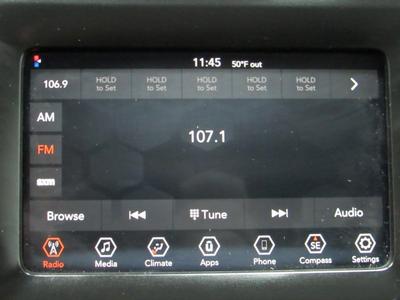 11:45 50°F out
106.9 HOLD to Set HOLD to Set HOLD to Set HOLD to Set HOLD to Set
AM
107.1
FM
Browse Tune Audio
Radio Media Climate Apps Phone SE Compass Settings